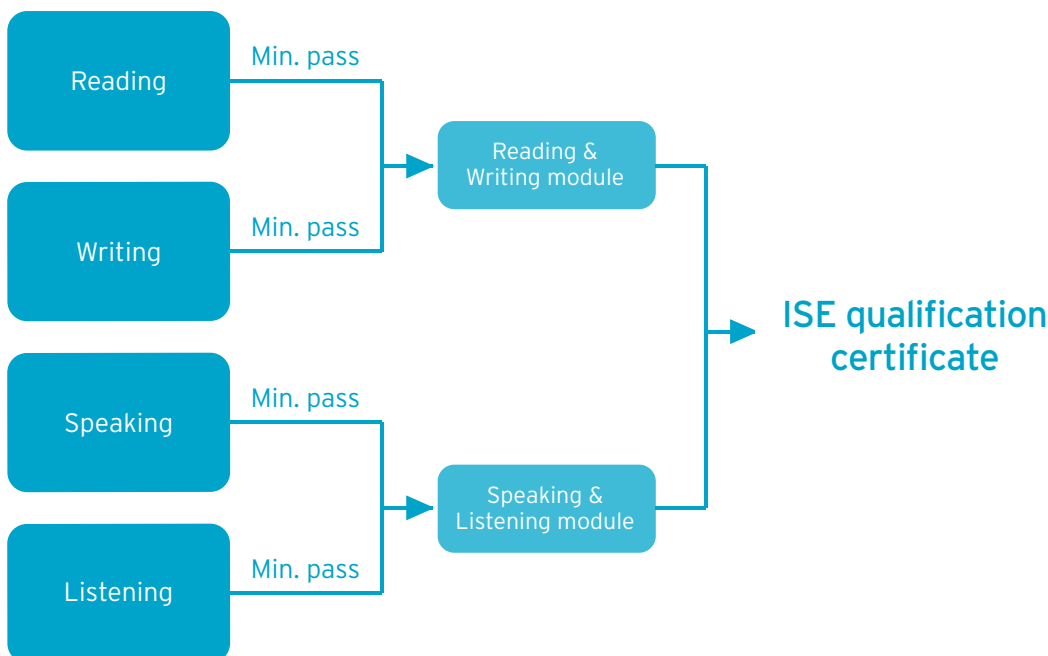 Reading
Min. pass
Writing
Min. pass
Reading &
Writing module
Speaking
Min. pass
Listening
Min. pass
Speaking &
Listening module
ISE qualification
certificate